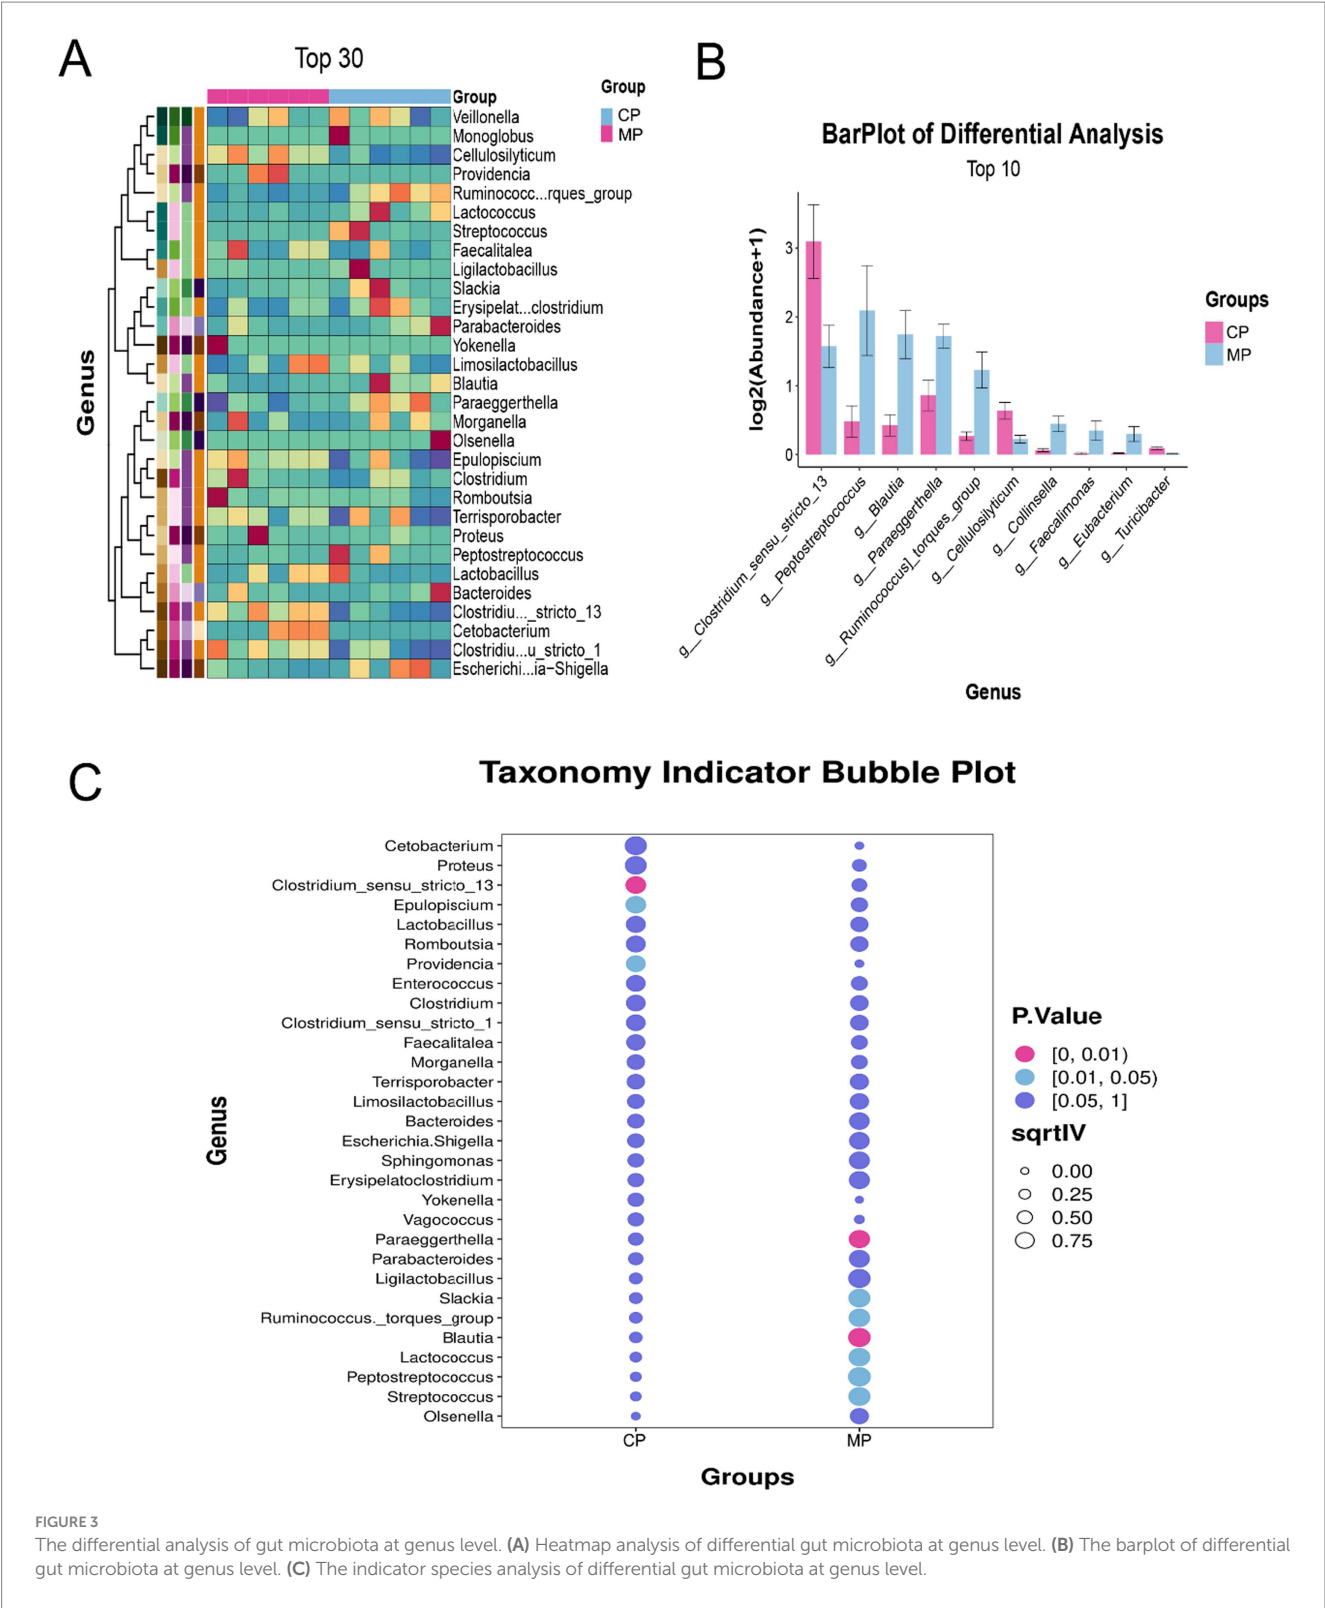 A
Top 30
Group
Veillonella
Monoglobus
Cellulosilyticum
Providencia
Ruminococc...rques_group
Lactococcus
Streptococcus
Faecalitalea
Ligilactobacillus
Slackia
Erysipelat...clostridium
Parabacteroides
Yokenella
Limosilactobacillus
Blautia
Paraeggerthella
Morganella
Olsenella
Epulopiscium
Clostridium
Romboutsia
Terrisporobacter
Proteus
Peptostreptococcus
Lactobacillus
Bacteroides
Clostridiu..._stricto_13
Cetobacterium
Clostridiu...u_stricto_1
Escherichi...ia−Shigella
Genus
Group
CP
MP
B
BarPlot of Differential Analysis
Top 10
log2(Abundance+1)
3
2
1
0
g__Clostridium_sensu_stricto_13
g__Peptostreptococcus
g__Blautia
g__Paraeggerthella
g__Ruminococcus]_torques_group
g__Cellulosilyticum
g__Collinsella
g__Faecalimonas
g__Eubacterium
g__Turicibacter
Genus
Groups
CP
MP
C
Taxonomy Indicator Bubble Plot
Cetobacterium
Proteus
Clostridium_sensu_stricto_13
Epulopiscium
Lactobacillus
Romboutsia
Providencia
Enterococcus
Clostridium
Clostridium_sensu_stricto_1
Faecalitalea
Morganella
Terrisporobacter
Limosilactobacillus
Bacteroides
Escherichia.Shigella
Sphingomonas
Erysipelatoclostridium
Yokenella
Vagococcus
Paraeggerthella
Parabacteroides
Ligilactobacillus
Slackia
Ruminococcus._torques_group
Blautia
Lactococcus
Peptostreptococcus
Streptococcus
Olsenella
Genus
CP
MP
Groups
P.Value
[0, 0.01)
[0.01, 0.05)
[0.05, 1]
sqrtIV
0.00
0.25
0.50
0.75
FIGURE 3
The differential analysis of gut microbiota at genus level. (A) Heatmap analysis of differential gut microbiota at genus level. (B) The barplot of differential
gut microbiota at genus level. (C) The indicator species analysis of differential gut microbiota at genus level.